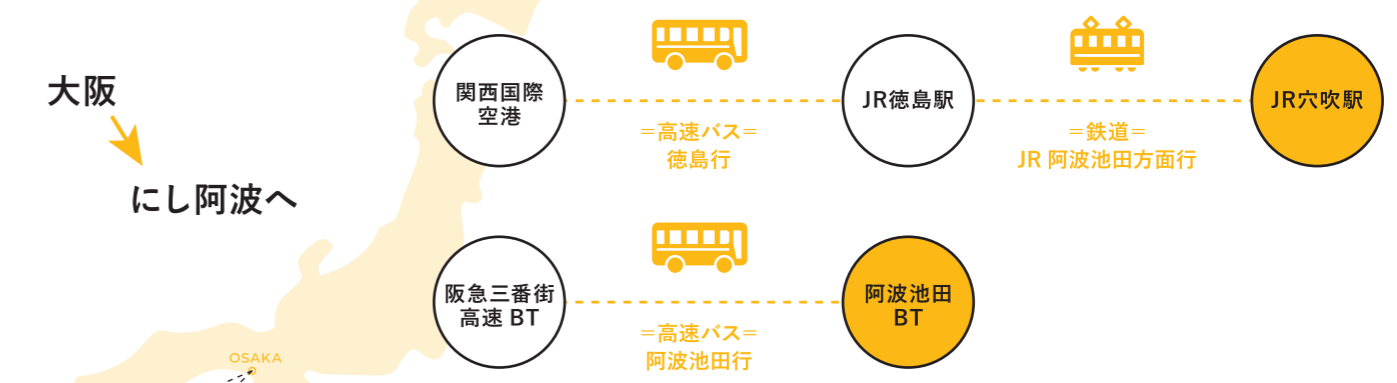 大阪
にし阿波へ
関西国際
空港
=高速バス=
徳島行
JR徳島駅
=鉄道=
JR 阿波池田方面行
JR穴吹駅
阪急三番街
高速 BT
=高速バス=
阿波池田行
阿波池田
BT
OSAKA